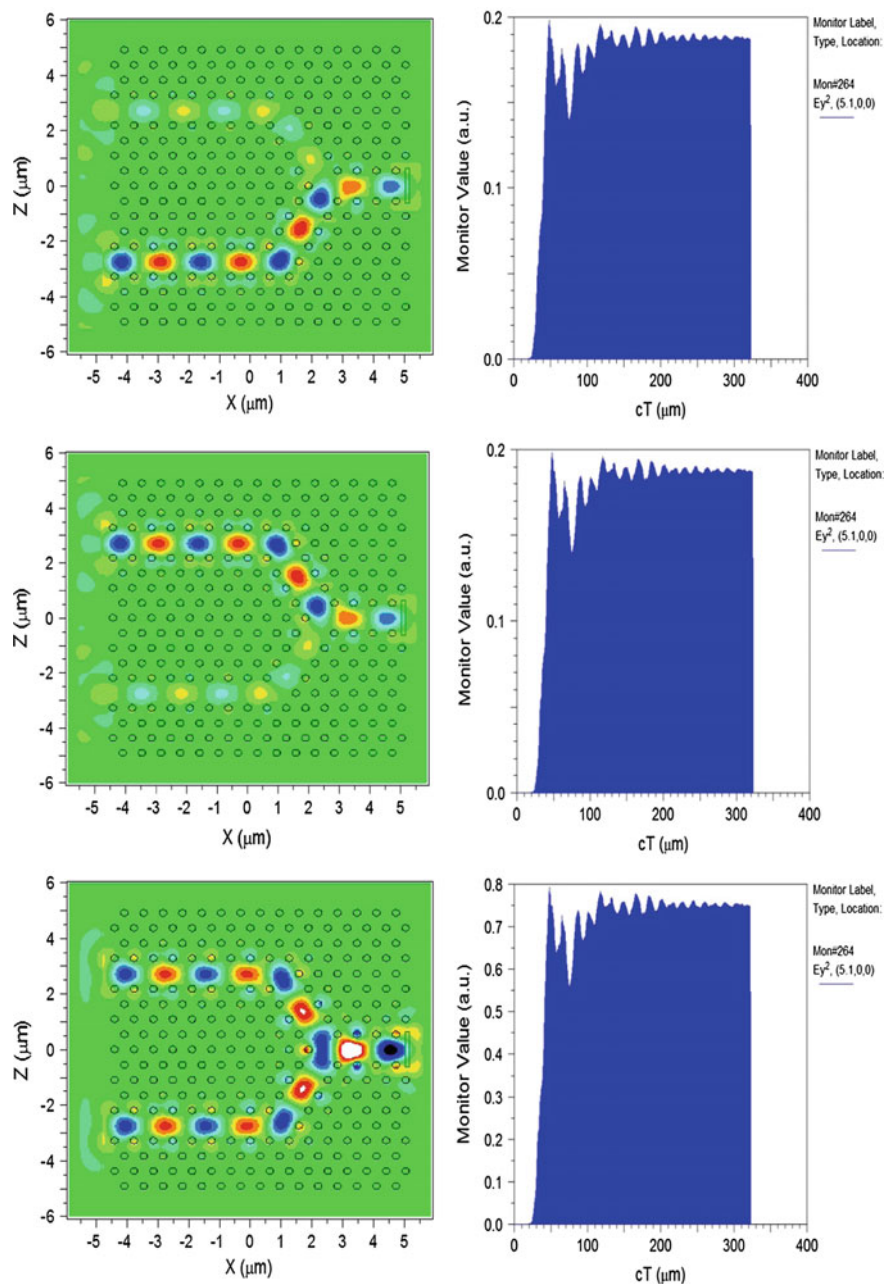 6
4
2
0
-2
-4
-6
Z (μm)
-5 -4 -3 -2 -1 0 1 2 3 4 5
X (μm)
0.2
0.1
0.0
Monitor Value (a.u.)
0 100 200 300 400
cT (μm)
Monitor Label,
Type, Location:
Mon#264
Ey², (5.1,0,0)
6
4
2
0
-2
-4
-6
Z (μm)
-5 -4 -3 -2 -1 0 1 2 3 4 5
X (μm)
0.2
0.1
0.0
Monitor Value (a.u.)
0 100 200 300 400
cT (μm)
Monitor Label,
Type, Location:
Mon#264
Ey², (5.1,0,0)
6
4
2
0
-2
-4
-6
Z (μm)
-5 -4 -3 -2 -1 0 1 2 3 4 5
X (μm)
0.8
0.7
0.6
0.5
0.4
0.3
0.2
0.1
0.0
Monitor Value (a.u.)
0 100 200 300 400
cT (μm)
Monitor Label,
Type, Location:
Mon#264
Ey², (5.1,0,0)